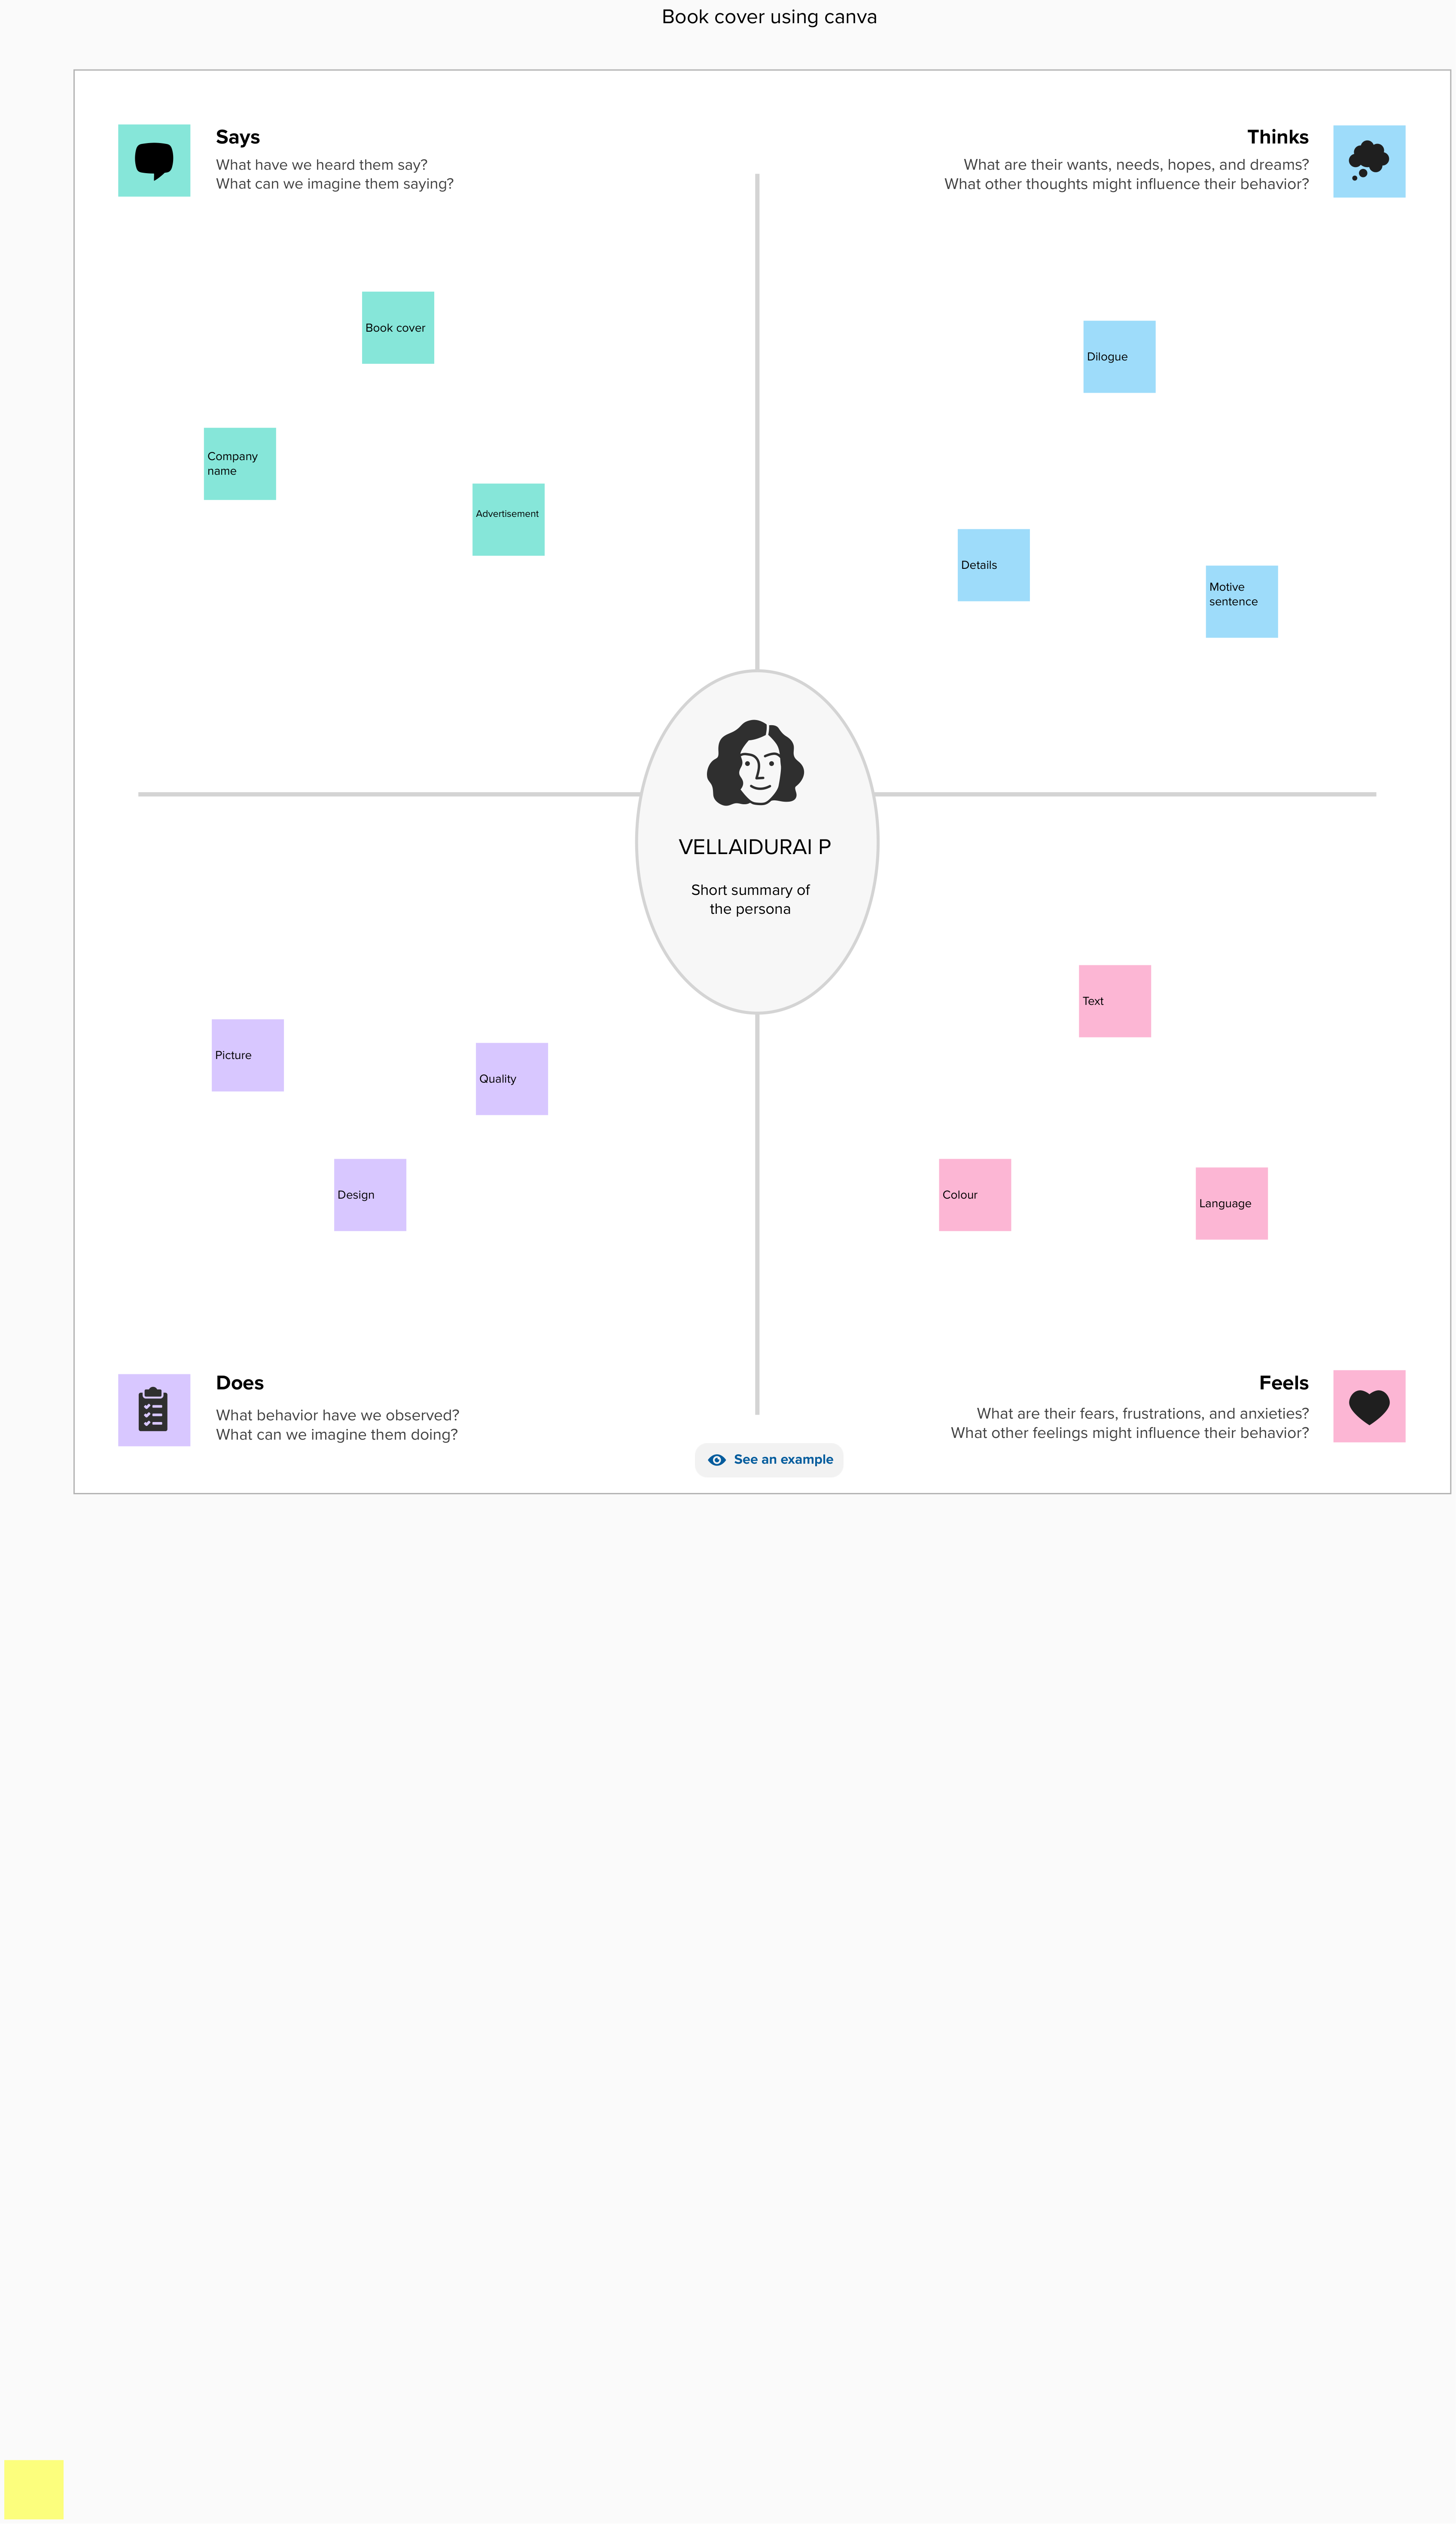 Book cover using canva
Says
What have we heard them say?
What can we imagine them saying?
Thinks
What are their wants, needs, hopes, and dreams?
What other thoughts might influence their behavior?
Book cover
Company
name
Advertisement
Dilogue
Details
Motive
sentence
VELLAIDURAI P
Short summary of
the persona
Picture
Quality
Design
Text
Colour
Language
Does
What behavior have we observed?
What can we imagine them doing?
Feels
What are their fears, frustrations, and anxieties?
What other feelings might influence their behavior?
See an example